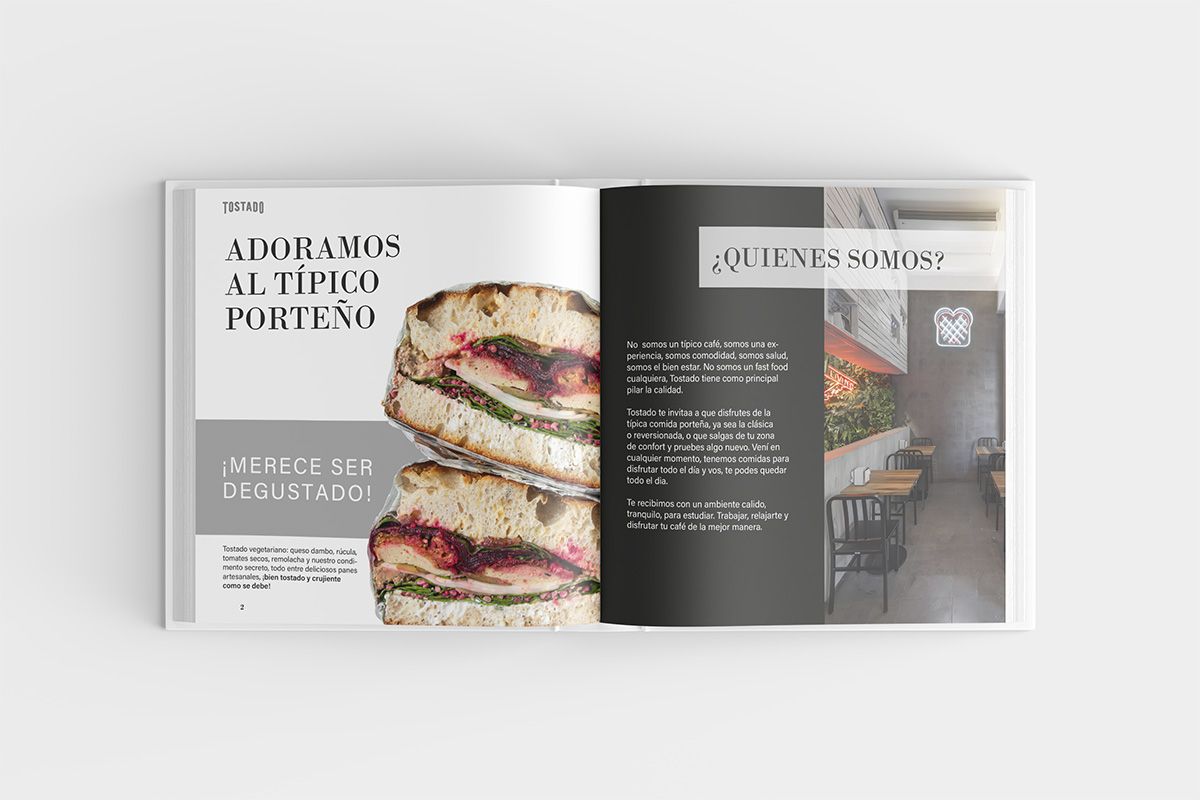 TOSTADO
ADORAMOS
AL TÍPICO
PORTEÑO
¡MERECE SER
DEGUSTADO!
Tostado vegetariano: queso dambo, rúcula,
tomates secos, remolacha y nuestro condi-
mento secreto, todo entre deliciosos panes
artesanales, ¡bien tostado y crujiente
como se debe!
2
¿QUIENES SOMOS?
No somos un típico café, somos una ex-
periencia, somos comodidad, somos salud,
somos el bien estar. No somos un fast food
cualquiera, Tostado tiene como principal
pilar la calidad.
Tostado te invitaa a que disfrutes de la
típica comida porteña, ya sea la clásica
o reversionada, o que salgas de tu zona
de confort y pruebes algo nuevo. Vení en
cualquier momento, tenemos comidas para
disfrutar todo el día y vos, te podes quedar
todo el dia.
Te recibimos con un ambiente calido,
tranquilo, para estudiar. Trabajar, relajarte y
disfrutar tu café de la mejor manera.